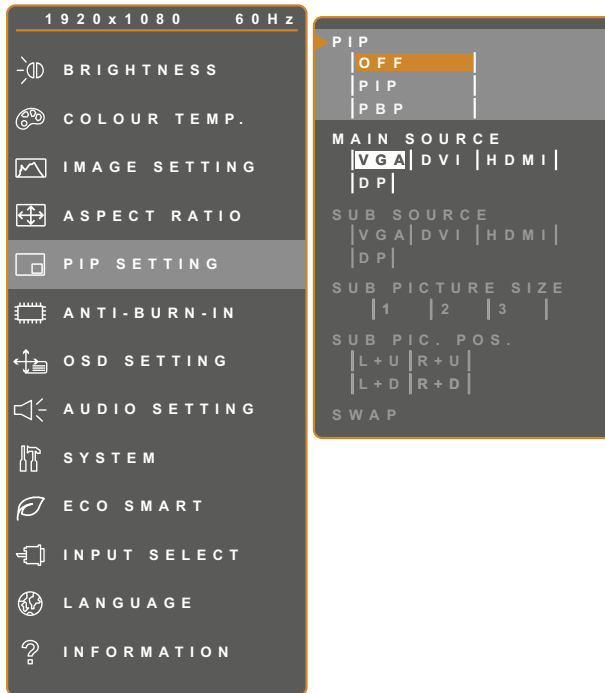 1920x1080 60Hz
BRIGHTNESS
COLOUR TEMP.
IMAGE SETTING
ASPECT RATIO
PIP SETTING
ANTI-BURN-IN
OSD SETTING
AUDIO SETTING
SYSTEM
ECO SMART
INPUT SELECT
LANGUAGE
INFORMATION
PIP
OFF
PIP
PBP
MAIN SOURCE
VGA DVI HDMI
DP
SUB SOURCE
VGA DVI HDMI
DP
SUB PICTURE SIZE
1 2 3
SUB PIC. POS.
L+U R+U
L+D R+D
SWAP